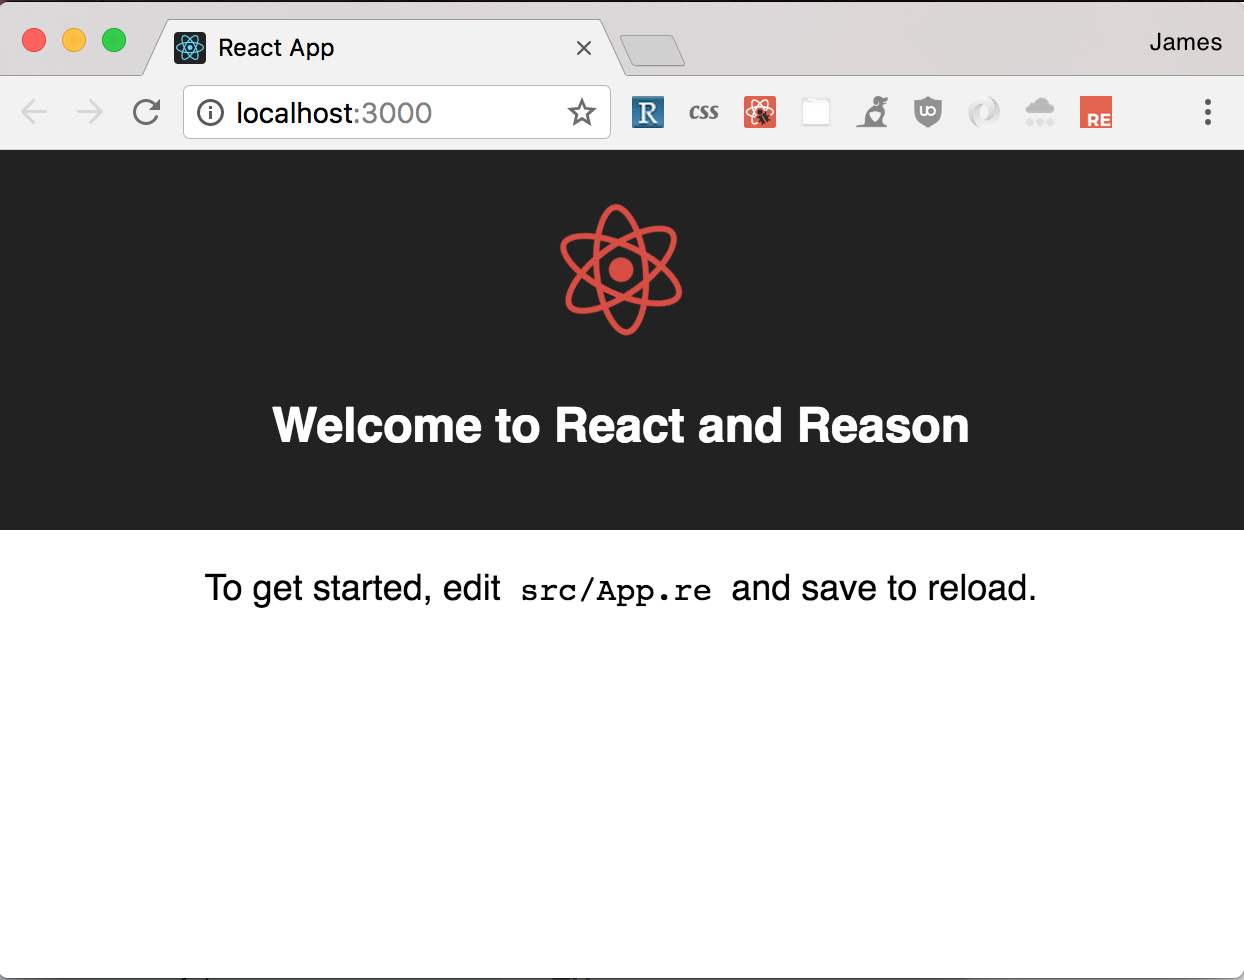 React App
James
localhost:3000
R
css
uo
RE
Welcome to React and Reason
To get started, edit src/App.re and save to reload.